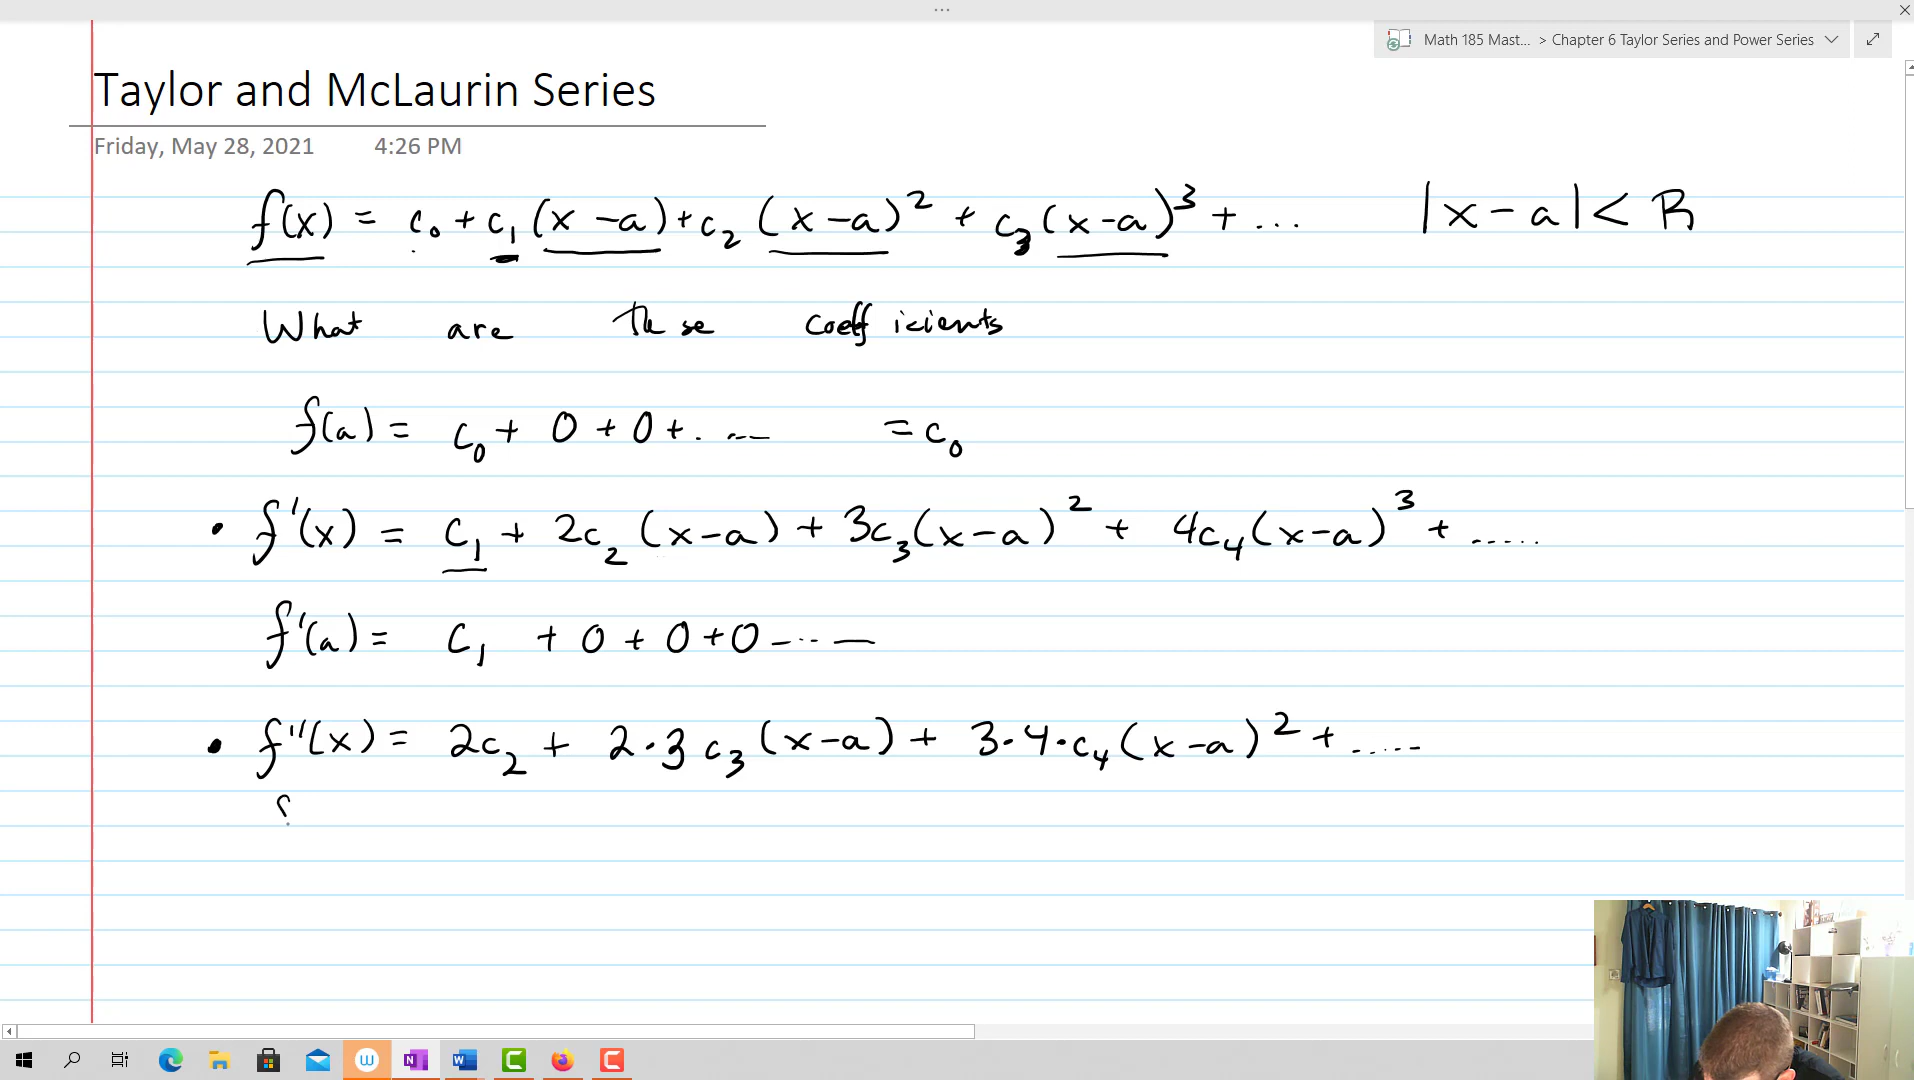 Math 185 Mast... > Chapter 6 Taylor Series and Power Series
Taylor and McLaurin Series
Friday, May 28, 2021 4:26 PM
f(x) = c₀ + c₁(x-a) + c₂(x-a)² + c₃(x-a)³ + ... |x-a| < R
What are these coefficients
f(a) = c₀ + 0 + 0 + . --- = c₀
• f'(x) = c₁ + 2c₂(x-a) + 3c₃(x-a)² + 4c₄(x-a)³ + .....
f'(a) = c₁ + 0 + 0 + 0 -··· —
• f''(x) = 2c₂ + 2·3 c₃(x-a) + 3·4·c₄(x-a)² + .....